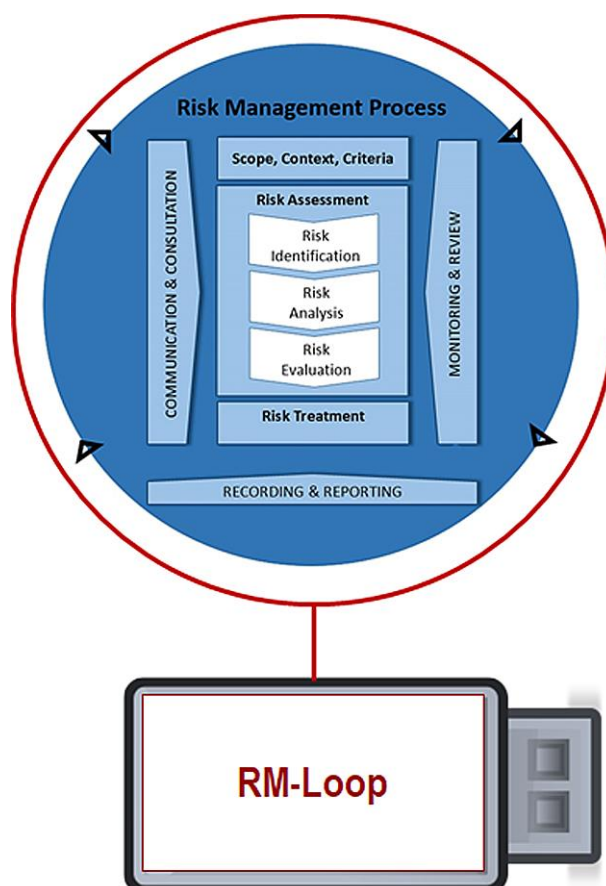 Risk Management Process
Scope, Context, Criteria
COMMUNICATION & CONSULTATION
Risk Assessment
Risk
Identification
Risk
Analysis
Risk
Evaluation
MONITORING & REVIEW
Risk Treatment
RECORDING & REPORTING
RM-Loop